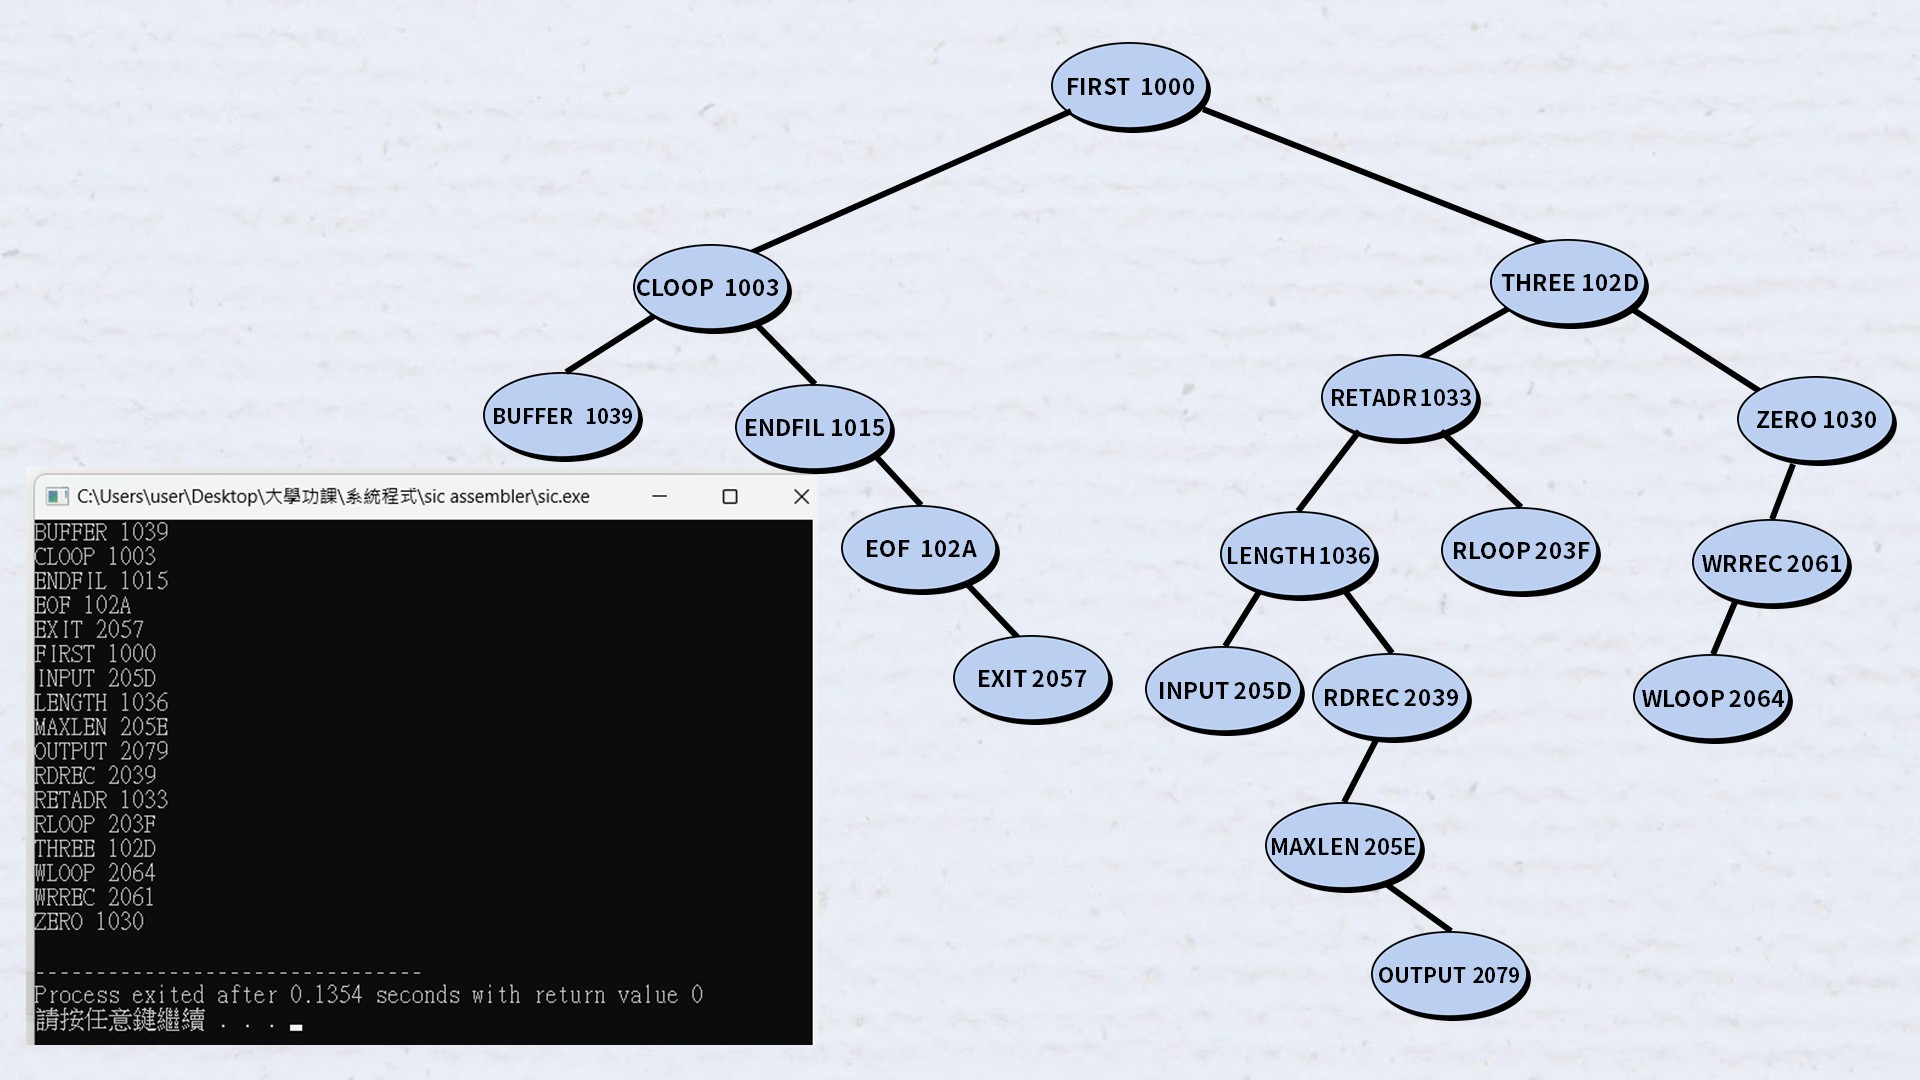 FIRST 1000
CLOOP 1003
THREE 102D
BUFFER 1039
ENDFIL 1015
RETADR 1033
ZERO 1030
EOF 102A
LENGTH 1036
RLOOP 203F
WRREC 2061
EXIT 2057
INPUT 205D
RDREC 2039
WLOOP 2064
MAXLEN 205E
OUTPUT 2079
C:\Users\user\Desktop\大學功課\系統程式\sic assembler\sic.exe
BUFFER 1039
CLOOP 1003
ENDFIL 1015
EOF 102A
EXIT 2057
FIRST 1000
INPUT 205D
LENGTH 1036
MAXLEN 205E
OUTPUT 2079
RDREC 2039
RETADR 1033
RLOOP 203F
THREE 102D
WLOOP 2064
WRREC 2061
ZERO 1030
--------------------------------
Process exited after 0.1354 seconds with return value 0
請按任意鍵繼續 . . .